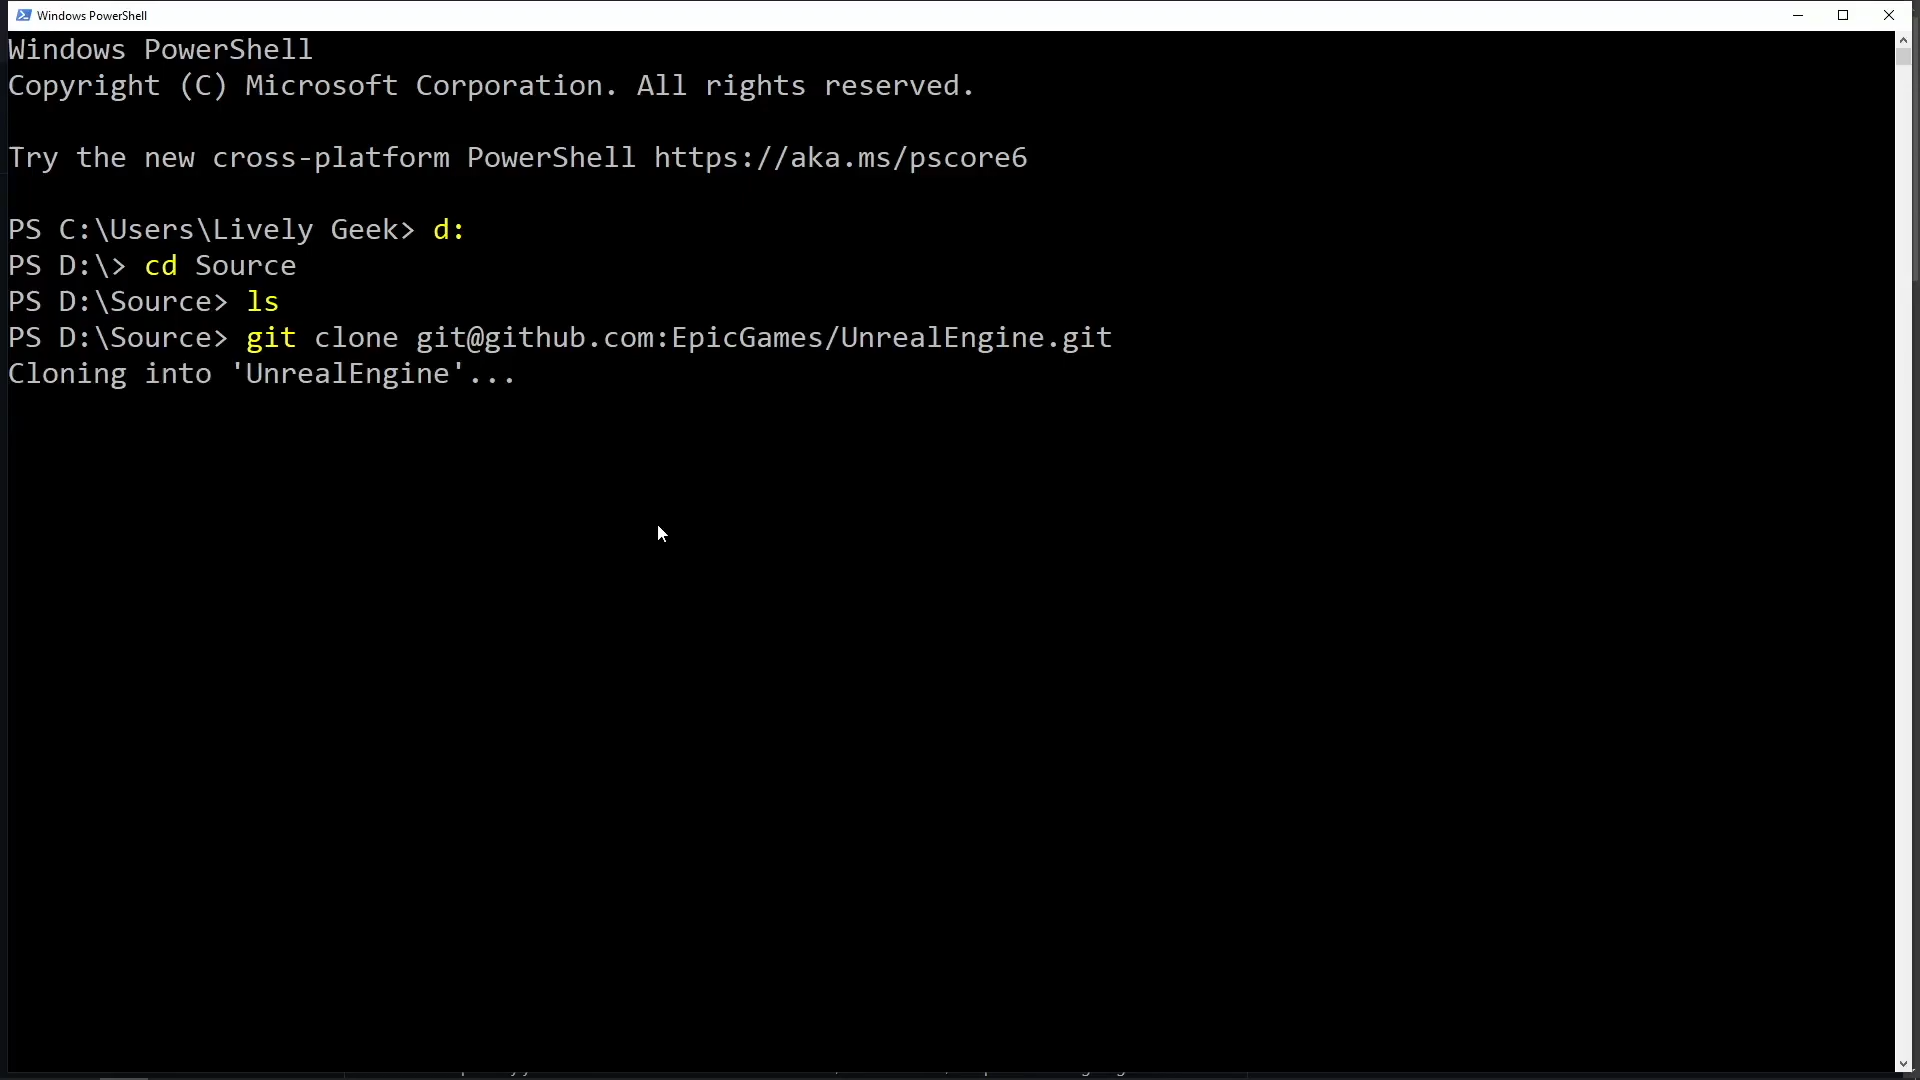 Windows PowerShell
Windows PowerShell
Copyright (C) Microsoft Corporation. All rights reserved.
Try the new cross-platform PowerShell https://aka.ms/pscore6
PS C:\Users\Lively Geek> d:
PS D:\> cd Source
PS D:\Source> ls
PS D:\Source> git clone git@github.com:EpicGames/UnrealEngine.git
Cloning into 'UnrealEngine'...